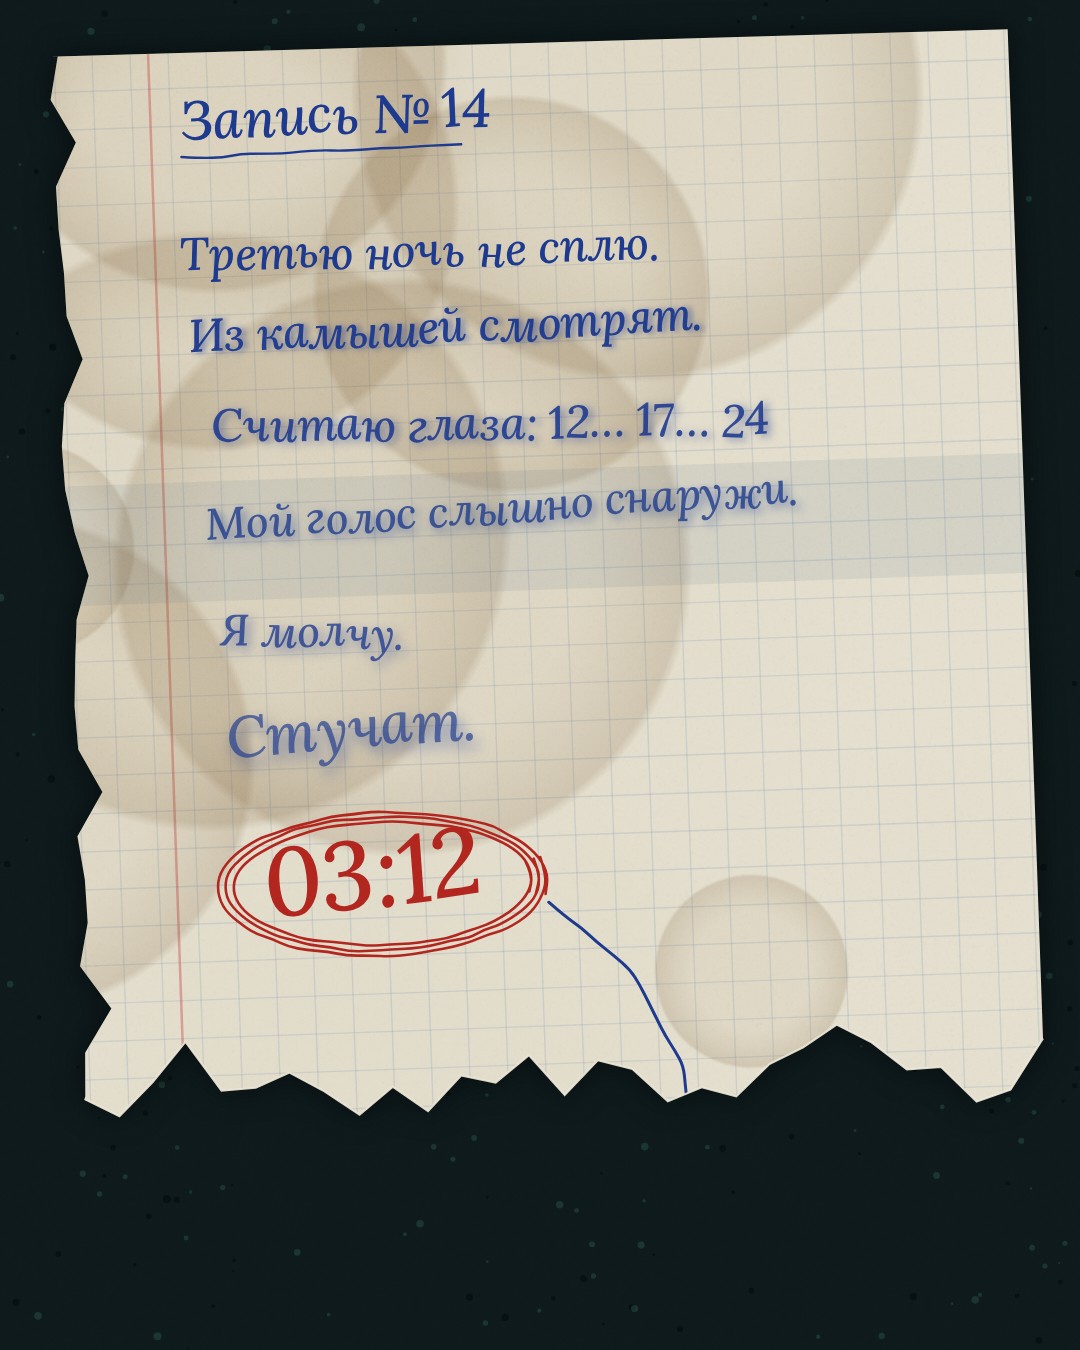 Запись № 14
Третью ночь не сплю.
Из камышей смотрят.
Считаю глаза: 12... 17... 24
Мой голос слышно снаружи.
Я молчу.
Стучат.
03:12